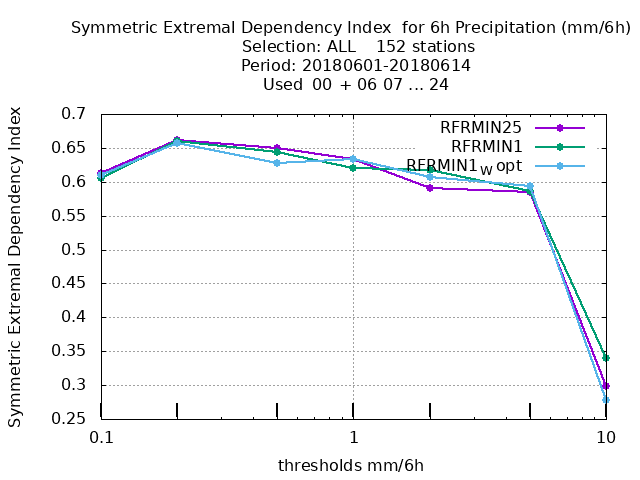 Symmetric Extremal Dependency Index for 6h Precipitation (mm/6h)
Selection: ALL 152 stations
Period: 20180601-20180614
Used 00 + 06 07 ... 24
Symmetric Extremal Dependency Index
0.7
0.65
0.6
0.55
0.5
0.45
0.4
0.35
0.3
0.25
RFRMIN25
RFRMIN1
RFRMIN1wopt
0.1 1 10
thresholds mm/6h